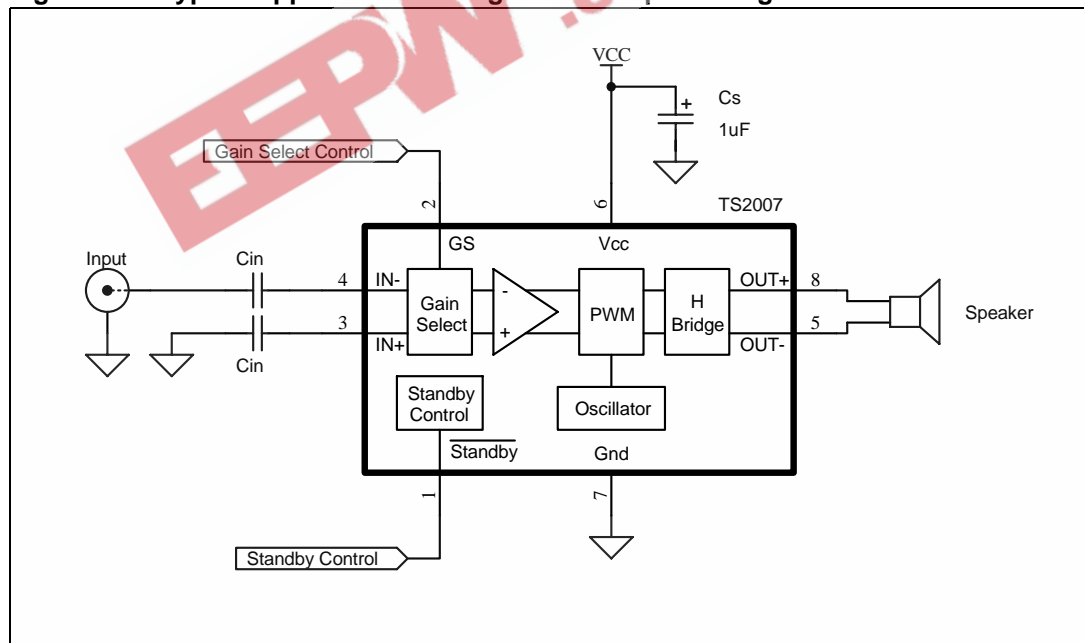 VCC
Cs
+
1uF
Gain Select Control
2
6
TS2007
GS
Vcc
Input
Cin
4
IN-
Gain
Select
-
+
PWM
H
Bridge
OUT+
8
Speaker
3
IN+
OUT-
5
Cin
Standby
Control
Oscillator
Standby
Gnd
1
7
Standby Control
EEPW